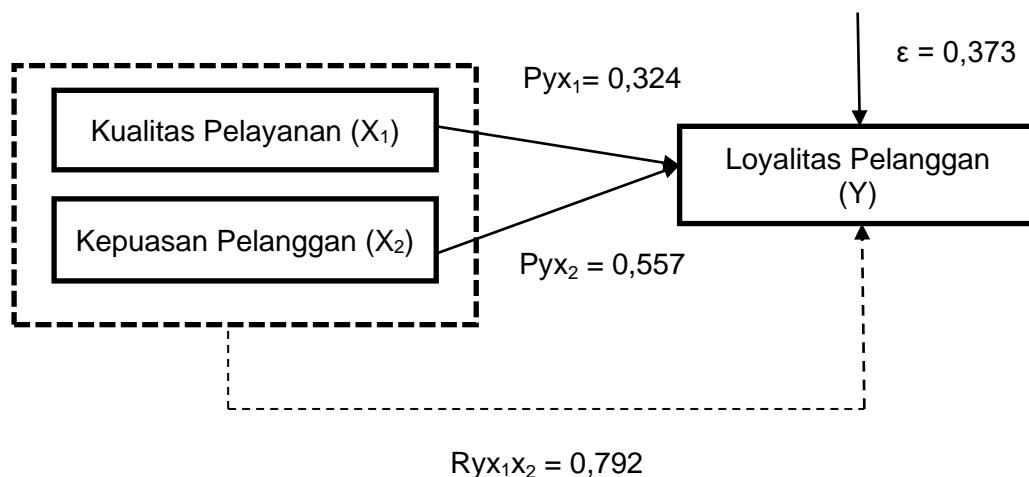 ε = 0,373
Pyx₁= 0,324
Kualitas Pelayanan (X₁)
Loyalitas Pelanggan
(Y)
Kepuasan Pelanggan (X₂)
Pyx₂ = 0,557
Ryx₁x₂ = 0,792